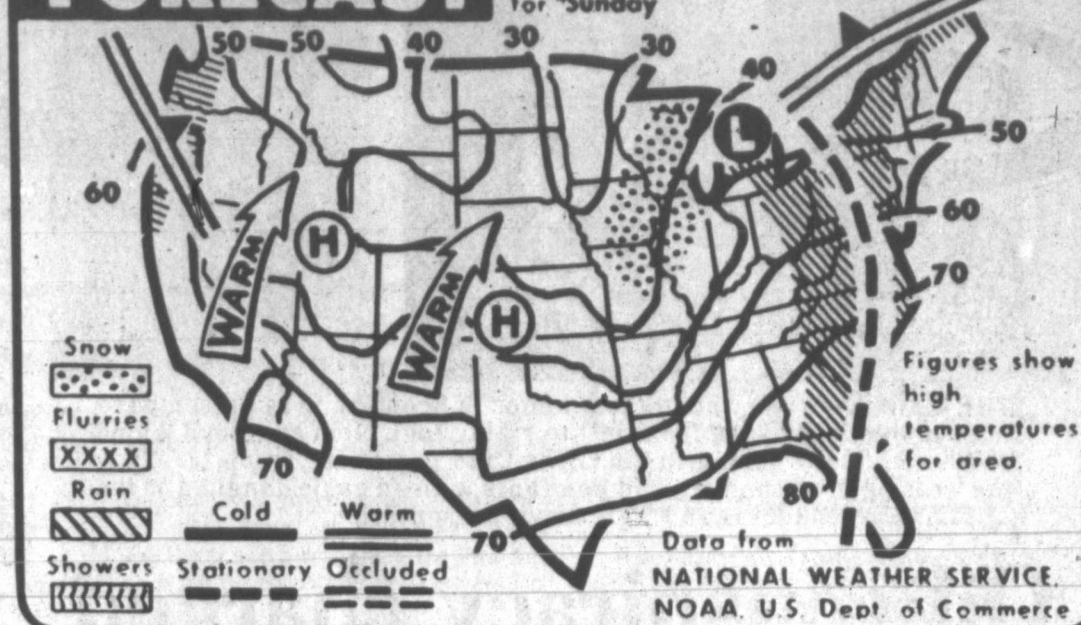 FORECAST
for Sunday
50
50
40
30
30
40
50
60
70
80
70
70
60
L
H
H
WARM
WARM
Snow
Flurries
XXXX
Rain
Showers
Cold
Warm
Stationary
Occluded
Figures show
high
temperatures
for area.
Data from
NATIONAL WEATHER SERVICE,
NOAA, U.S. Dept. of Commerce